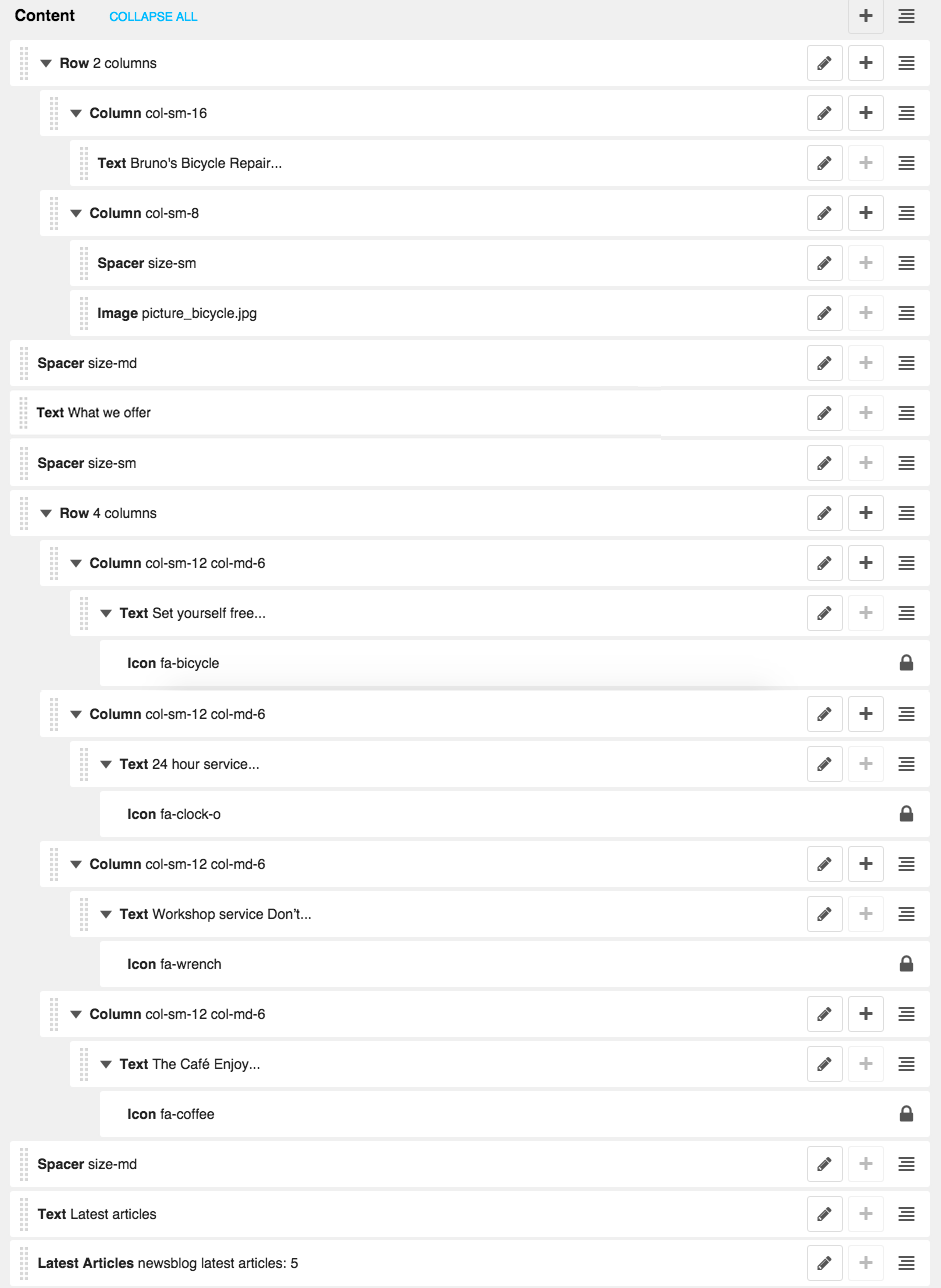 Content COLLAPSE ALL
Row 2 columns
Column col-sm-16
Text Bruno's Bicycle Repair...
Column col-sm-8
Spacer size-sm
Image picture_bicycle.jpg
Spacer size-md
Text What we offer
Spacer size-sm
Row 4 columns
Column col-sm-12 col-md-6
Text Set yourself free...
Icon fa-bicycle
Column col-sm-12 col-md-6
Text 24 hour service...
Icon fa-clock-o
Column col-sm-12 col-md-6
Text Workshop service Don't...
Icon fa-wrench
Column col-sm-12 col-md-6
Text The Café Enjoy...
Icon fa-coffee
Spacer size-md
Text Latest articles
Latest Articles newsblog latest articles: 5